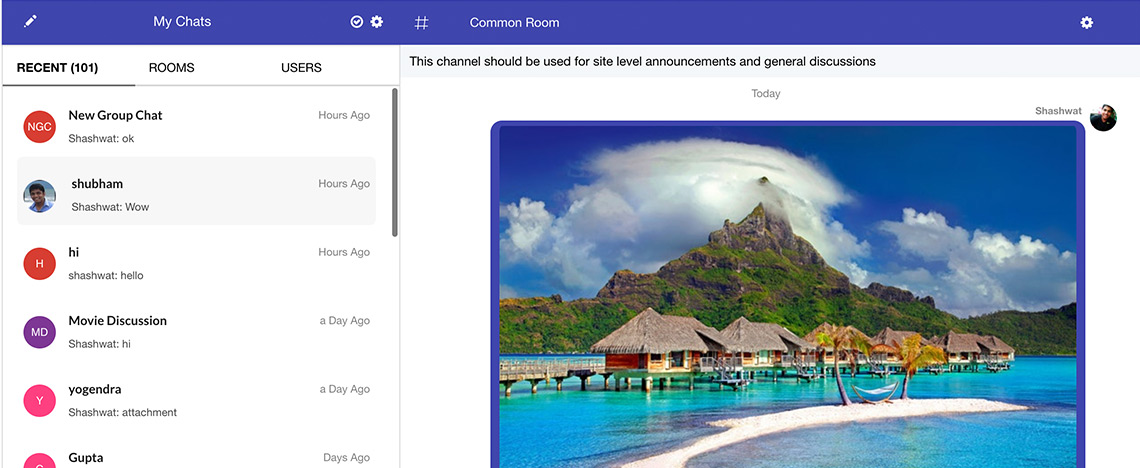 My Chats
RECENT (101) ROOMS USERS
NGC
New Group Chat Hours Ago
Shashwat: ok
shubham Hours Ago
Shashwat: Wow
H
hi Hours Ago
shashwat: hello
MD
Movie Discussion a Day Ago
Shashwat: hi
Y
yogendra a Day Ago
Shashwat: attachment
Gupta Days Ago
# Common Room
This channel should be used for site level announcements and general discussions
Today
Shashwat